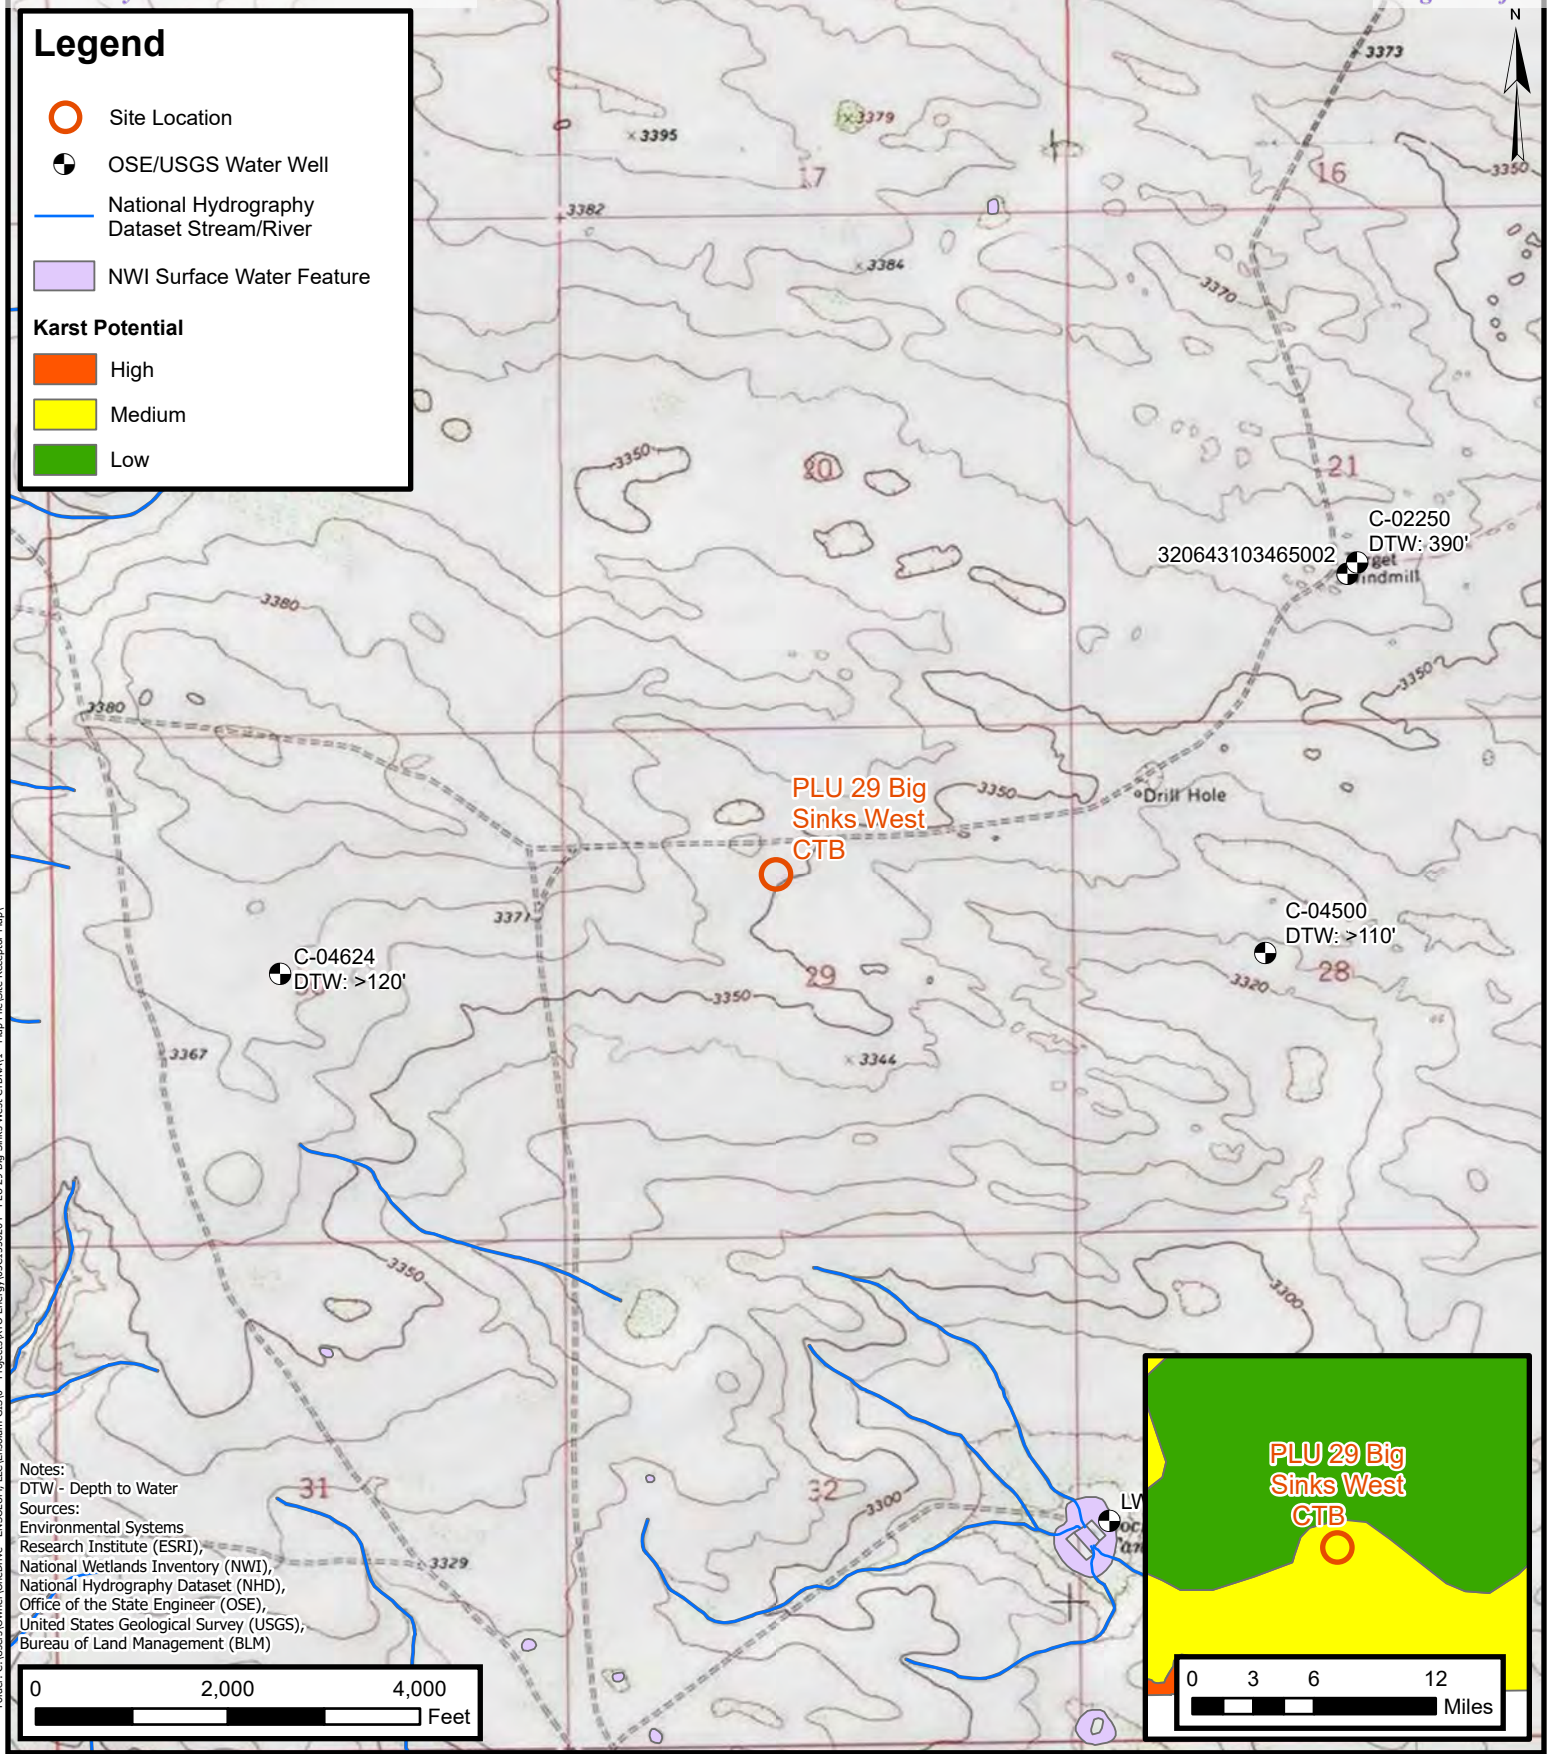 Legend
Site Location
OSE/USGS Water Well
National Hydrography
Dataset Stream/River
NWI Surface Water Feature
Karst Potential
High
Medium
Low
N
3373
3395
3379
17
16
3350
3382
3384
3370
3350
20
21
C-02250
DTW: 390'
320643103465002
3380
3380
3350
PLU 29 Big
Sinks West
CTB
3350
Drill Hole
3377
C-04624
DTW: >120'
C-04500
DTW: >110'
29
28
3320
3350
3367
3344
3350
3300
31
32
3300
3329
PLU 29 Big
Sinks West
CTB
Notes:
DTW - Depth to Water
Sources:
Environmental Systems
Research Institute (ESRI),
National Wetlands Inventory (NWI),
National Hydrography Dataset (NHD),
Office of the State Engineer (OSE),
United States Geological Survey (USGS),
Bureau of Land Management (BLM)
0 2,000 4,000
Feet
0 3 6 12
Miles